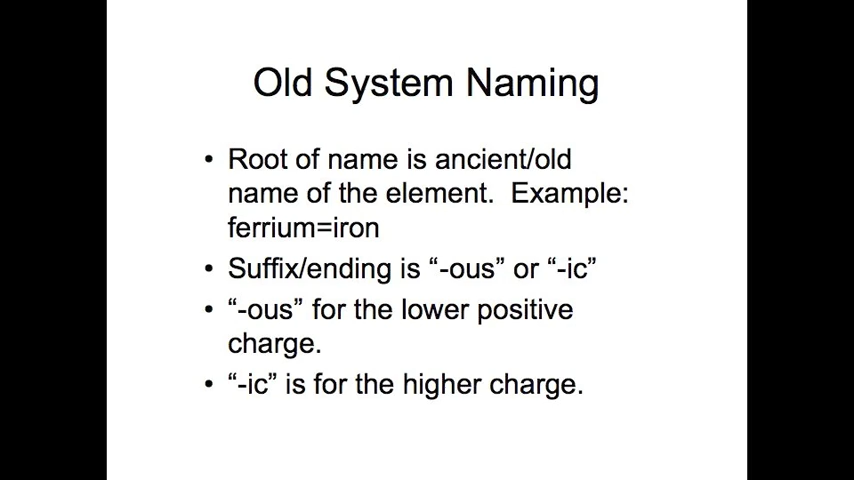 Old System Naming
• Root of name is ancient/old
name of the element.  Example:
ferrium=iron
• Suffix/ending is “-ous” or “-ic”
• “-ous” for the lower positive
charge.
• “-ic” is for the higher charge.